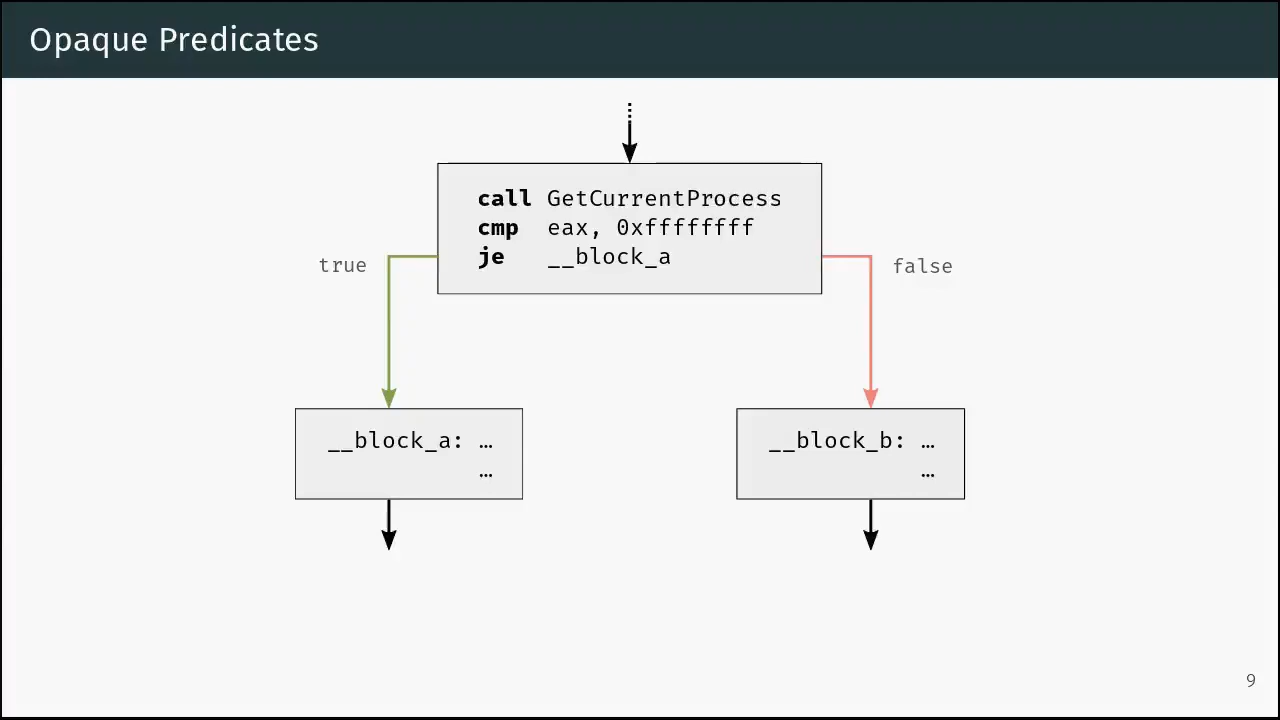 Opaque Predicates
call GetCurrentProcess
cmp eax, 0xffffffff
je __block_a
true
false
__block_a: …
…
__block_b: …
…
9